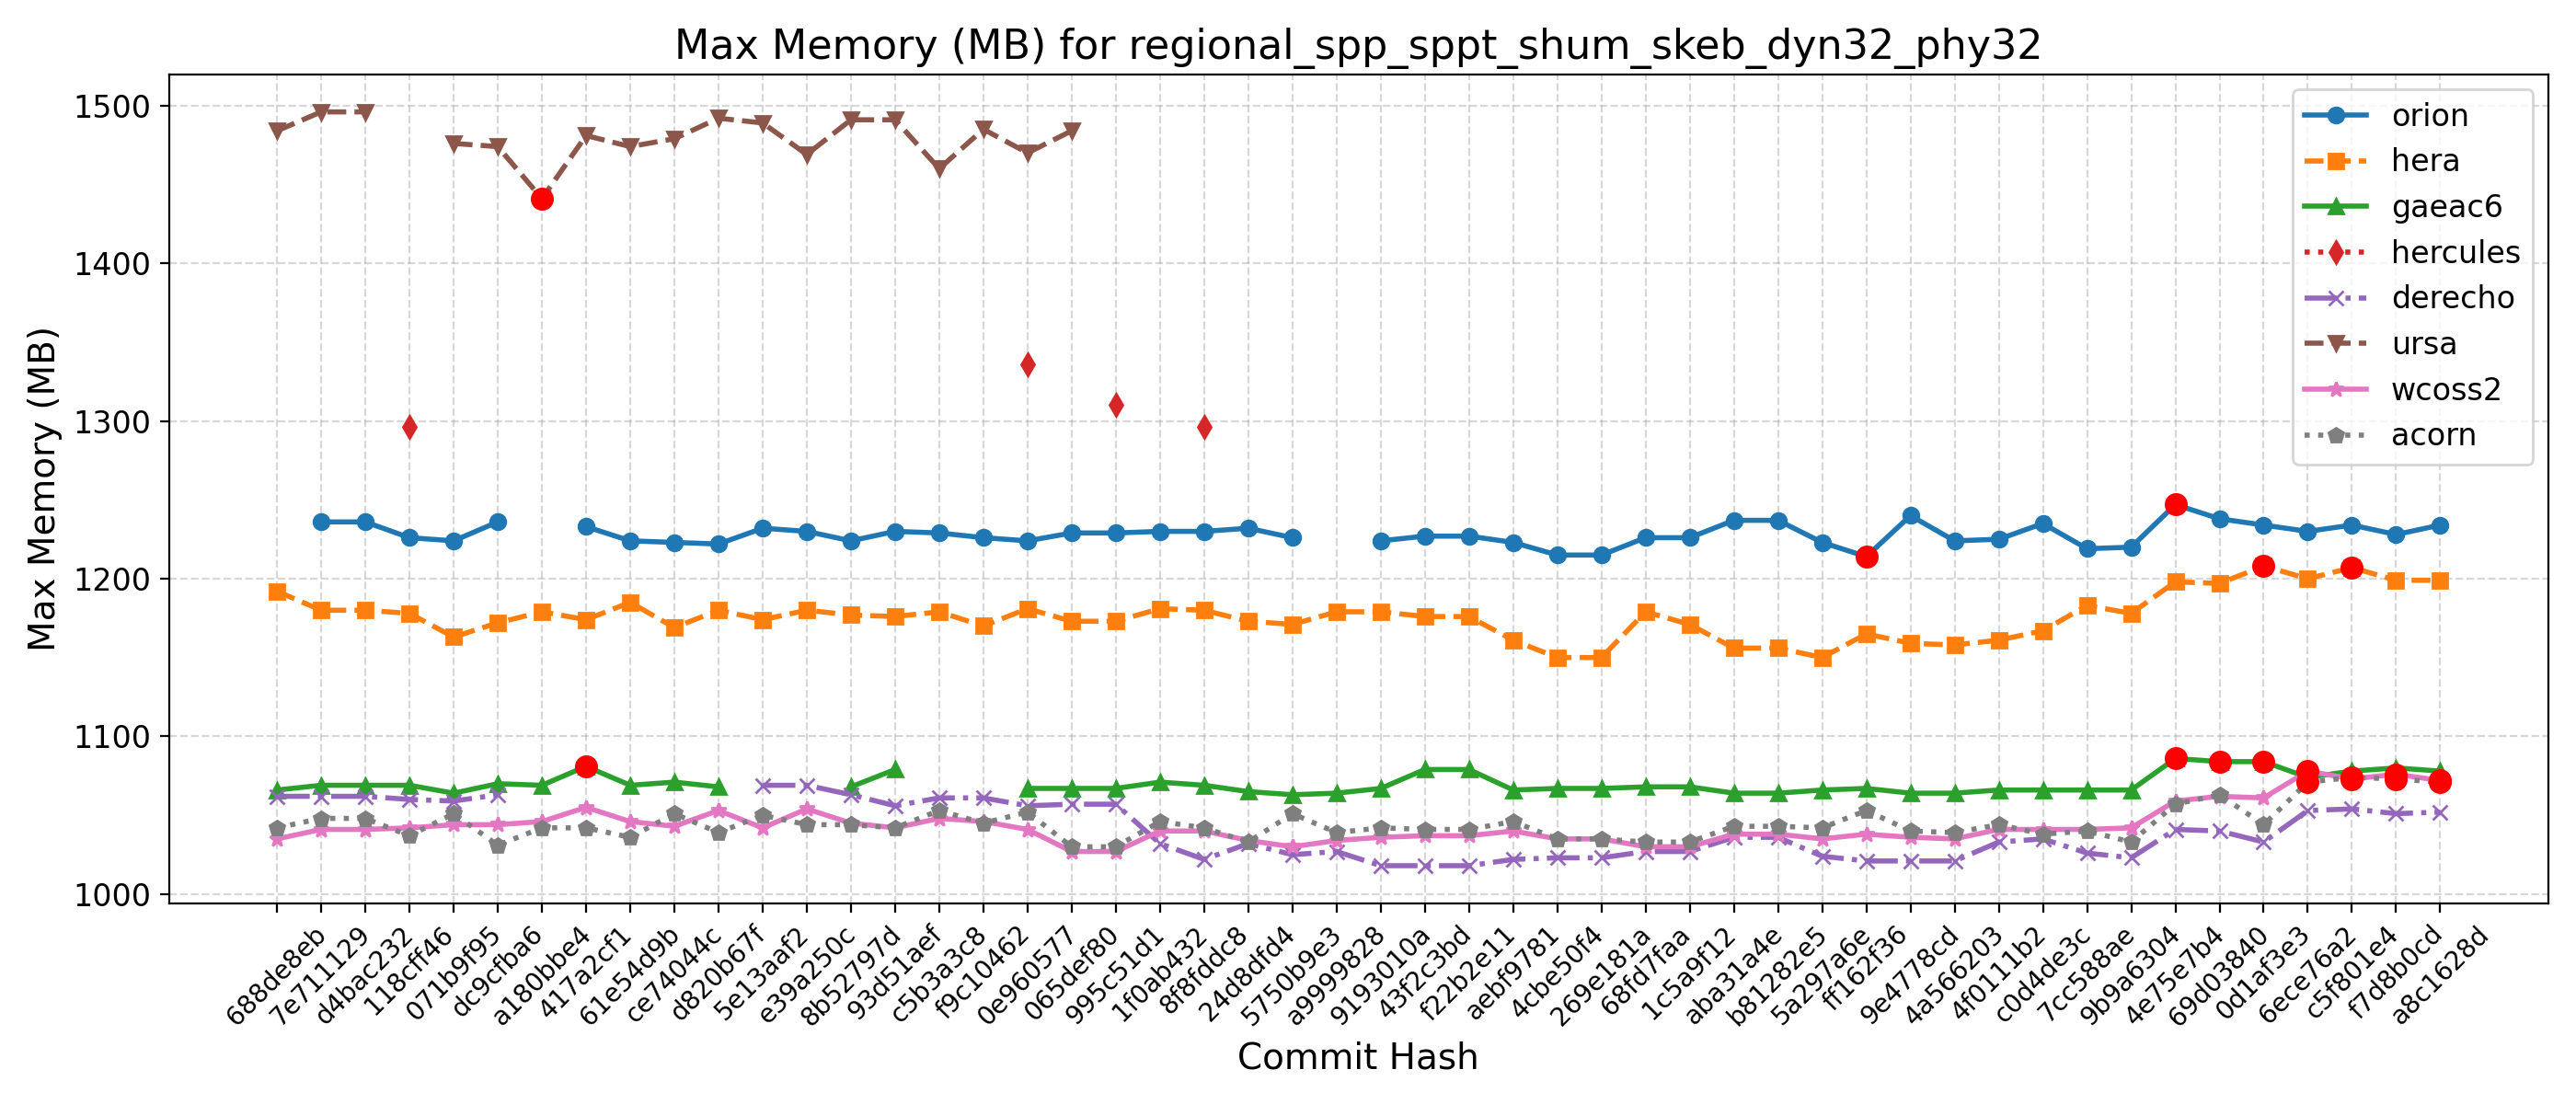 Max Memory (MB) for regional_spp_sppt_shum_skeb_dyn32_phy32
Max Memory (MB)
1500
1400
1300
1200
1100
1000
orion
hera
gaeac6
hercules
derecho
ursa
wcoss2
acorn
688de8eb
7e711129
d4bac232
118cff46
071b9f95
dc9cfba6
a180bbe4
417a2cf1
61e54d9b
ce74044c
d820b67f
5e13aaf2
e39a250c
8b52797d
93d51aef
c5b3a3c8
f9c10462
0e960577
065def80
995c51d1
1f0ab432
8f8fddc8
24d8dfd4
5750b9e3
a9999828
9193010a
43f2c3bd
f22b2e11
aebf9781
4cbe50f4
269e181a
68fd7faa
1c5a9f12
aba31a4e
b81282e5
5a297a6e
ff162f36
9e4778cd
4a566203
4f0111b2
c0d4de3c
7cc588ae
9b9a6304
4e75e7b4
69d03840
0d1af3e3
6ece76a2
c5f801e4
f7d8b0cd
a8c1628d
Commit Hash